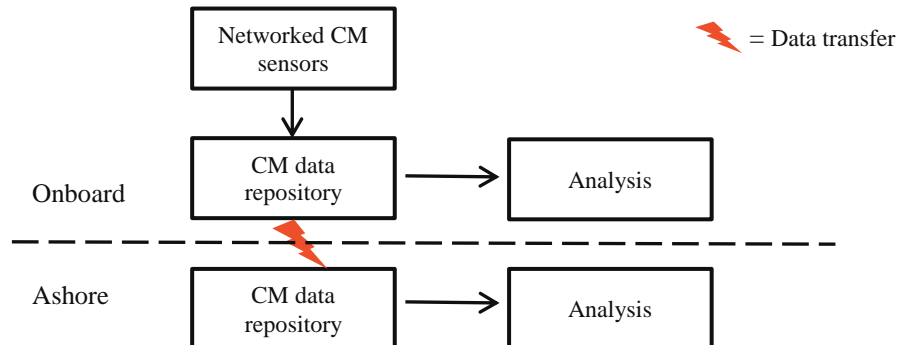 Networked CM
sensors
= Data transfer
CM data
repository
Analysis
Onboard
Ashore
CM data
repository
Analysis